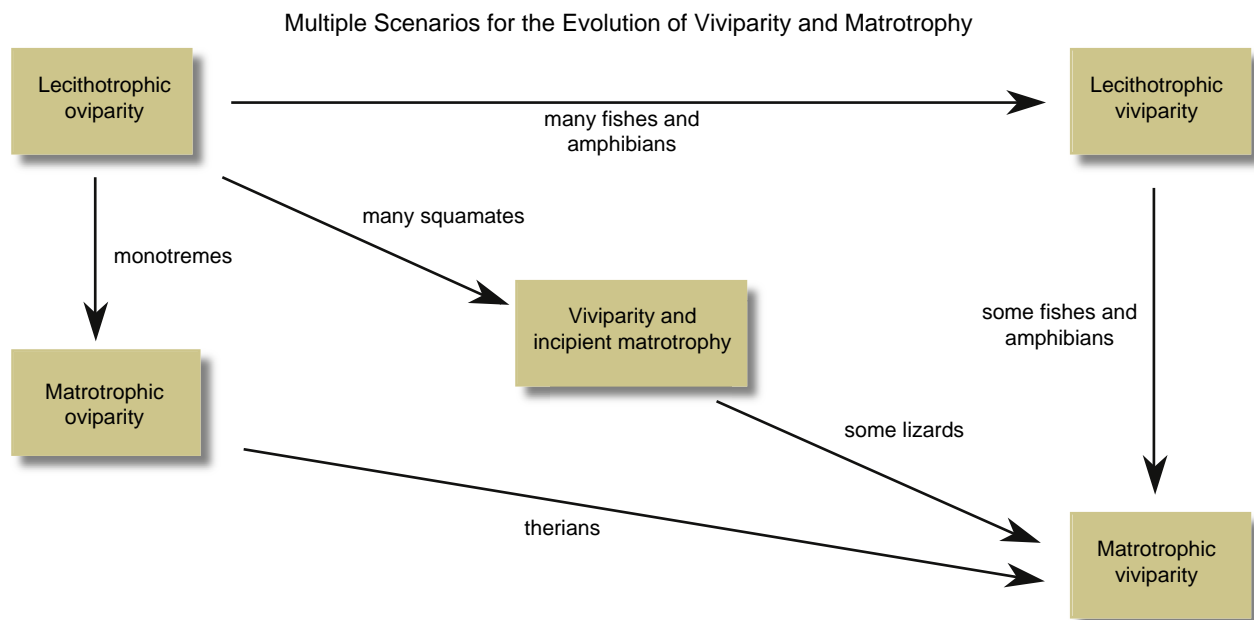 Multiple Scenarios for the Evolution of Viviparity and Matrotrophy
Lecithotrophic
oviparity
many fishes and
amphibians
Lecithotrophic
viviparity
many squamates
monotremes
Viviparity and
incipient matrotrophy
some fishes and
amphibians
Matrotrophic
oviparity
some lizards
therians
Matrotrophic
viviparity